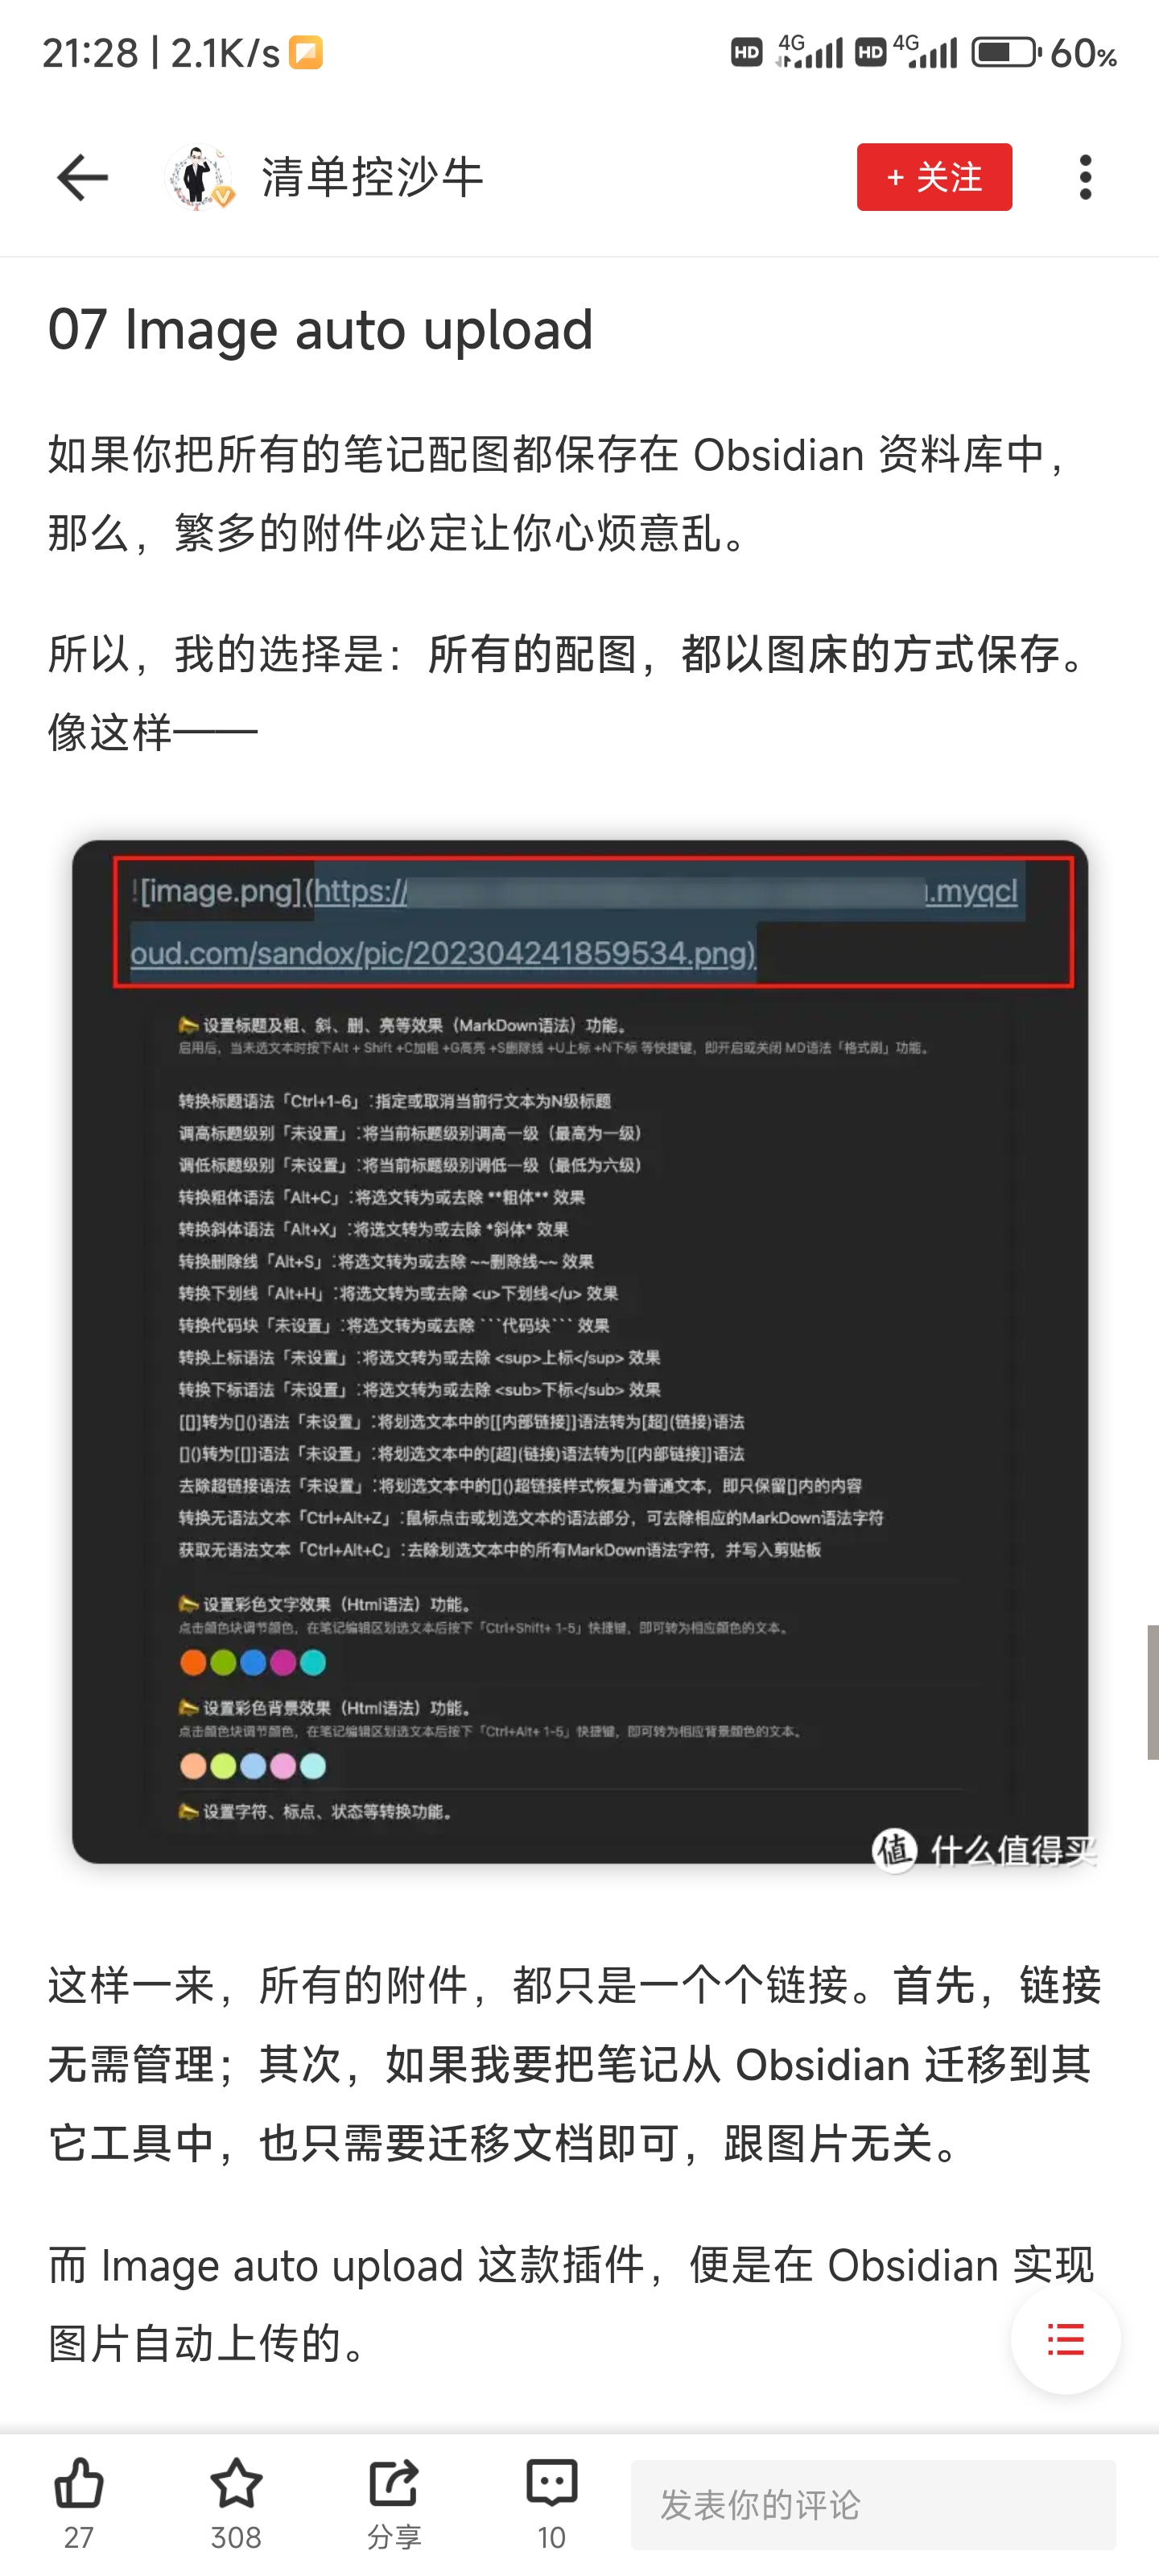 21:28 | 2.1K/s
HD 4G HD 4G 60%
清单控沙牛
+ 关注
07 Image auto upload
如果你把所有的笔记配图都保存在 Obsidian 资料库中，
那么，繁多的附件必定让你心烦意乱。
所以，我的选择是：所有的配图，都以图床的方式保存。
像这样——
![image.png](https://
.myqcl
oud.com/sandox/pic/202304241859534.png)
设置标题及粗、斜、删、亮等效果（MarkDown语法）功能。
启用后，当未选文本时按下Alt + Shift +C加粗 +G高亮 +S删除线 +U上标 +N下标 等快捷键，即开启或关闭 MD语法「格式刷」功能。
转换标题语法「Ctrl+1-6」:指定或取消当前行文本为N级标题
调高标题级别「未设置」:将当前标题级别调高一级（最高为一级）
调低标题级别「未设置」:将当前标题级别调低一级（最低为六级）
转换粗体语法「Alt+C」:将选文转为或去除 **粗体** 效果
转换斜体语法「Alt+X」:将选文转为或去除 *斜体* 效果
转换删除线「Alt+S」:将选文转为或去除 ~~删除线~~ 效果
转换下划线「Alt+H」:将选文转为或去除 <u>下划线</u> 效果
转换代码块「未设置」:将选文转为或去除 ```代码块``` 效果
转换上标语法「未设置」:将选文转为或去除 <sup>上标</sup> 效果
转换下标语法「未设置」:将选文转为或去除 <sub>下标</sub> 效果
[[]]转为[]()语法「未设置」:将划选文本中的[[内部链接]]语法转为[超](链接)语法
[]()转为[[]]语法「未设置」:将划选文本中的[超](链接)语法转为[[内部链接]]语法
去除超链接语法「未设置」:将划选文本中的[]()超链接样式恢复为普通文本，即只保留[]内的内容
转换无语法文本「Ctrl+Alt+Z」:鼠标点击或划选文本的语法部分，可去除相应的MarkDown语法字符
获取无语法文本「Ctrl+Alt+C」:去除划选文本中的所有MarkDown语法字符，并写入剪贴板
设置彩色文字效果（Html语法）功能。
点击颜色块调节颜色，在笔记编辑区划选文本后按下「Ctrl+Shift+ 1-5」快捷键，即可转为相应颜色的文本。
设置彩色背景效果（Html语法）功能。
点击颜色块调节颜色，在笔记编辑区划选文本后按下「Ctrl+Alt+ 1-5」快捷键，即可转为相应背景颜色的文本。
设置字符、标点、状态等转换功能。
值 什么值得买
这样一来，所有的附件，都只是一个个链接。首先，链接
无需管理；其次，如果我要把笔记从 Obsidian 迁移到其
它工具中，也只需要迁移文档即可，跟图片无关。
而 Image auto upload 这款插件，便是在 Obsidian 实现
图片自动上传的。
27
308
分享
10
发表你的评论